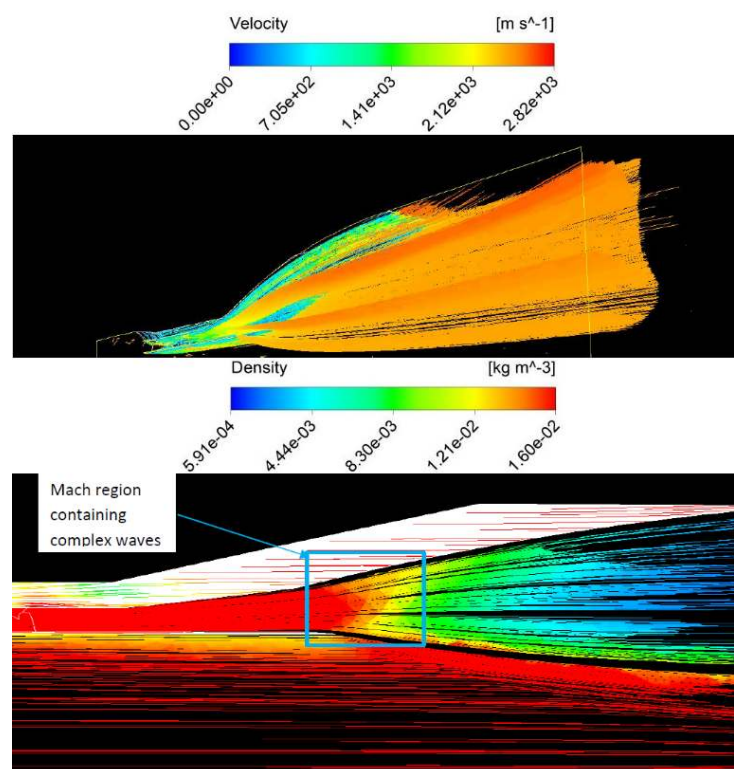 Velocity [m s^-1]
0.00e+00 7.05e+02 1.41e+03 2.12e+03 2.82e+03
Density [kg m^-3]
5.91e-04 4.44e-03 8.30e-03 1.21e-02 1.60e-02
Mach region
containing
complex waves